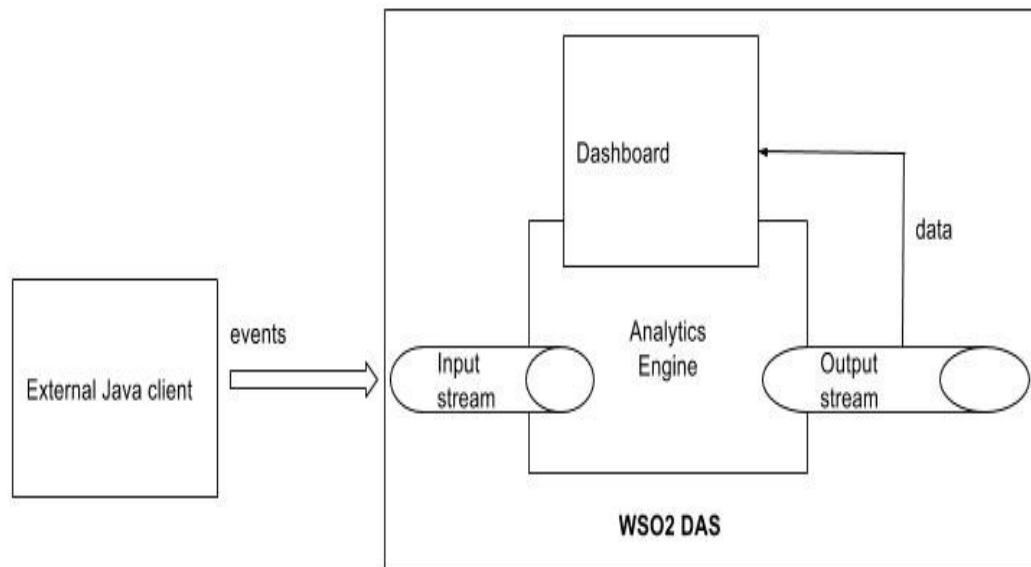 Dashboard
data
events
External Java client
Input
stream
Analytics
Engine
Output
stream
WSO2 DAS